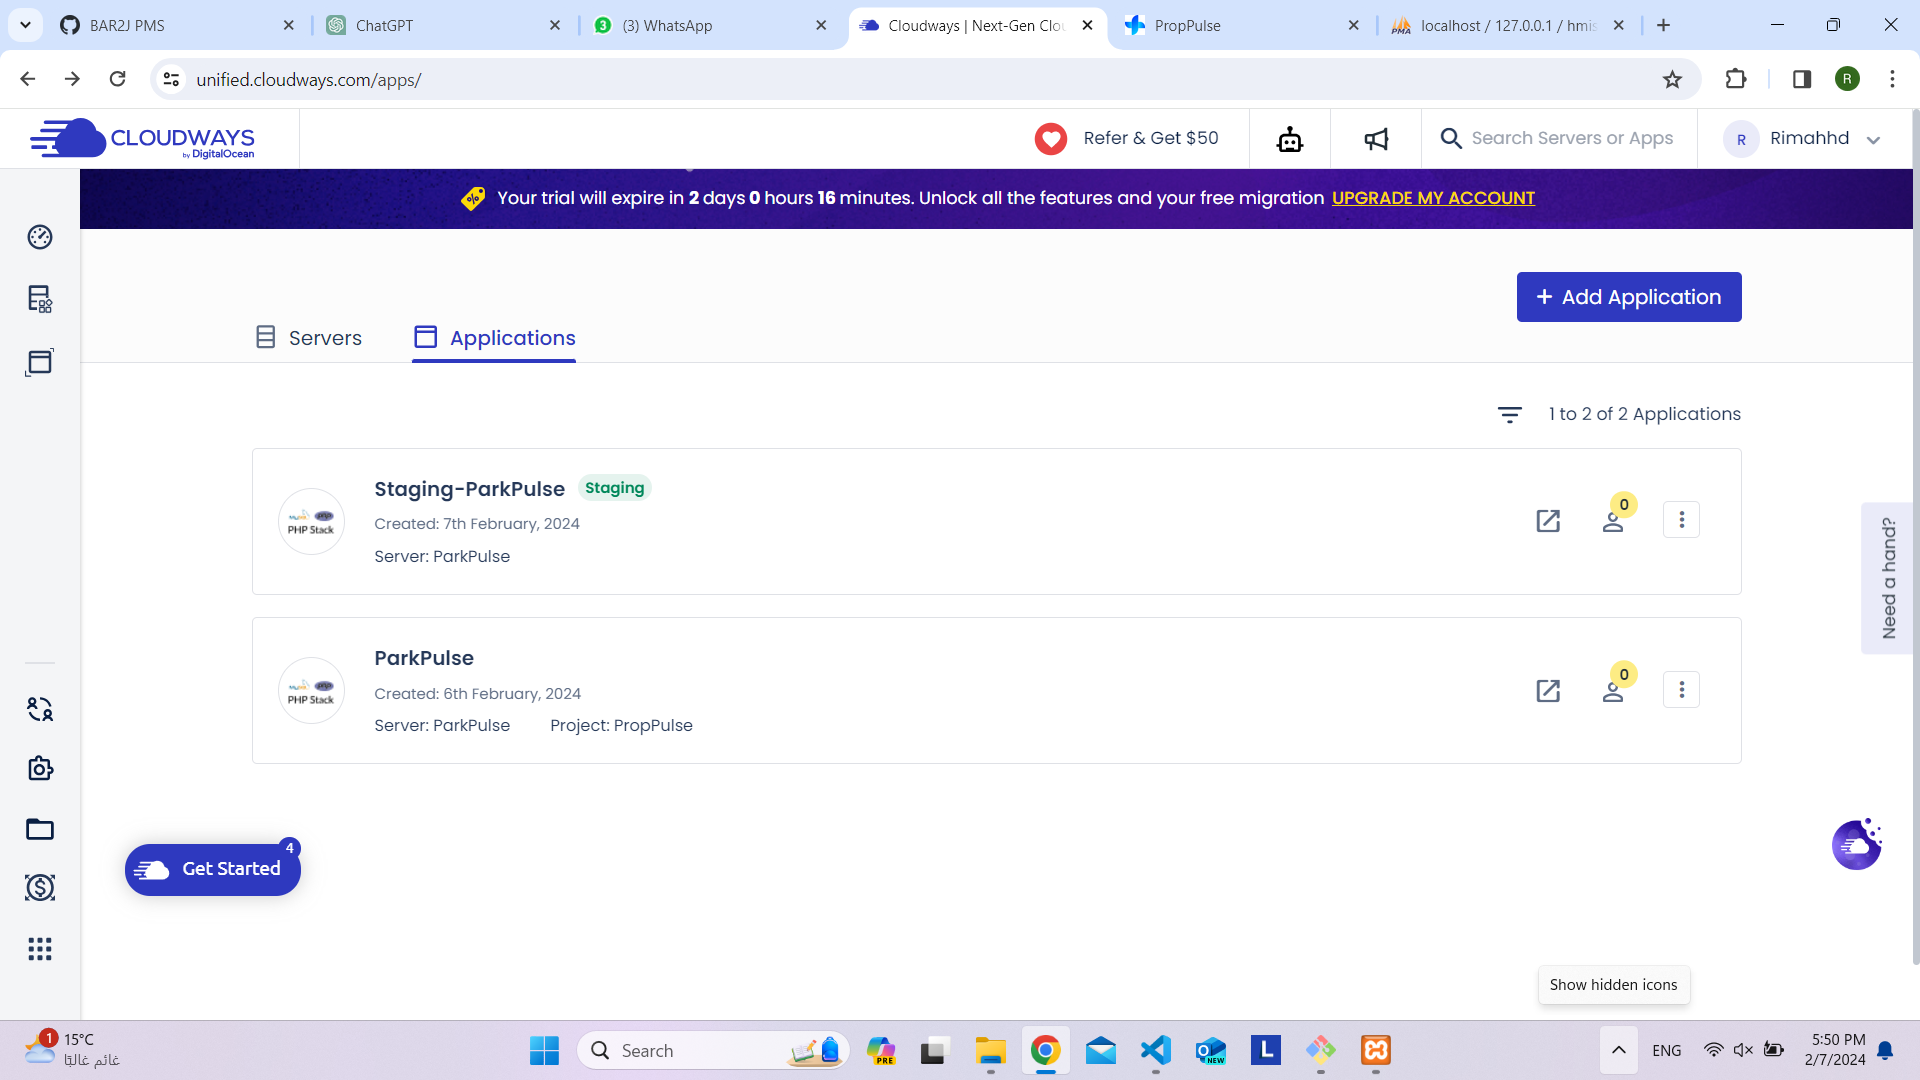 BAR2J PMS
ChatGPT
(3) WhatsApp
Cloudways | Next-Gen Clou
PropPulse
localhost / 127.0.0.1 / hmis
unified.cloudways.com/apps/
R
CLOUDWAYS
by DigitalOcean
Refer & Get $50
Search Servers or Apps
R
Rimahhd
Your trial will expire in 2 days 0 hours 16 minutes. Unlock all the features and your free migration UPGRADE MY ACCOUNT
+ Add Application
Servers
Applications
1 to 2 of 2 Applications
Staging-ParkPulse Staging
PHP Stack
Created: 7th February, 2024
Server: ParkPulse
0
Need a hand?
ParkPulse
PHP Stack
Created: 6th February, 2024
Server: ParkPulse Project: PropPulse
0
4
Get Started
Show hidden icons
1
15°C
غائم غالبًا
Search
PRE
NEW
L
ENG
5:50 PM
2/7/2024